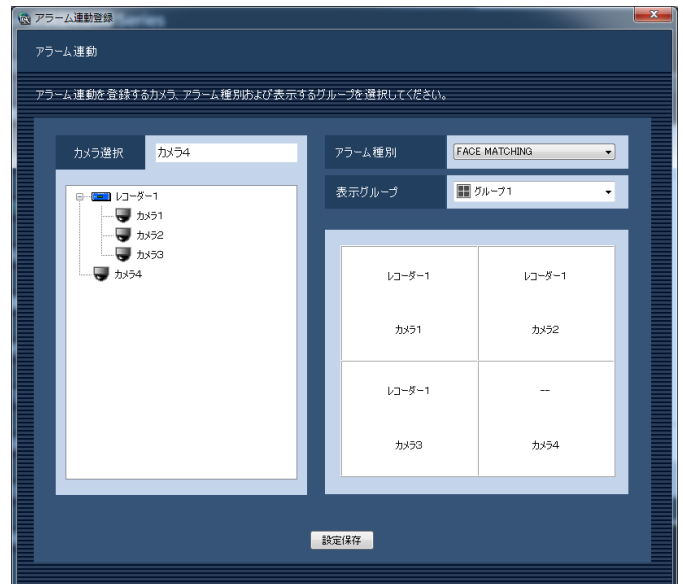 アラーム連動登録
アラーム連動
アラーム連動を登録するカメラ、アラーム種別および表示するグループを選択してください。
カメラ選択 カメラ4
レコーダー1
カメラ1
カメラ2
カメラ3
カメラ4
アラーム種別 FACE MATCHING
表示グループ グループ1
レコーダー1 レコーダー1
カメラ1 カメラ2
レコーダー1 --
カメラ3 カメラ4
設定保存